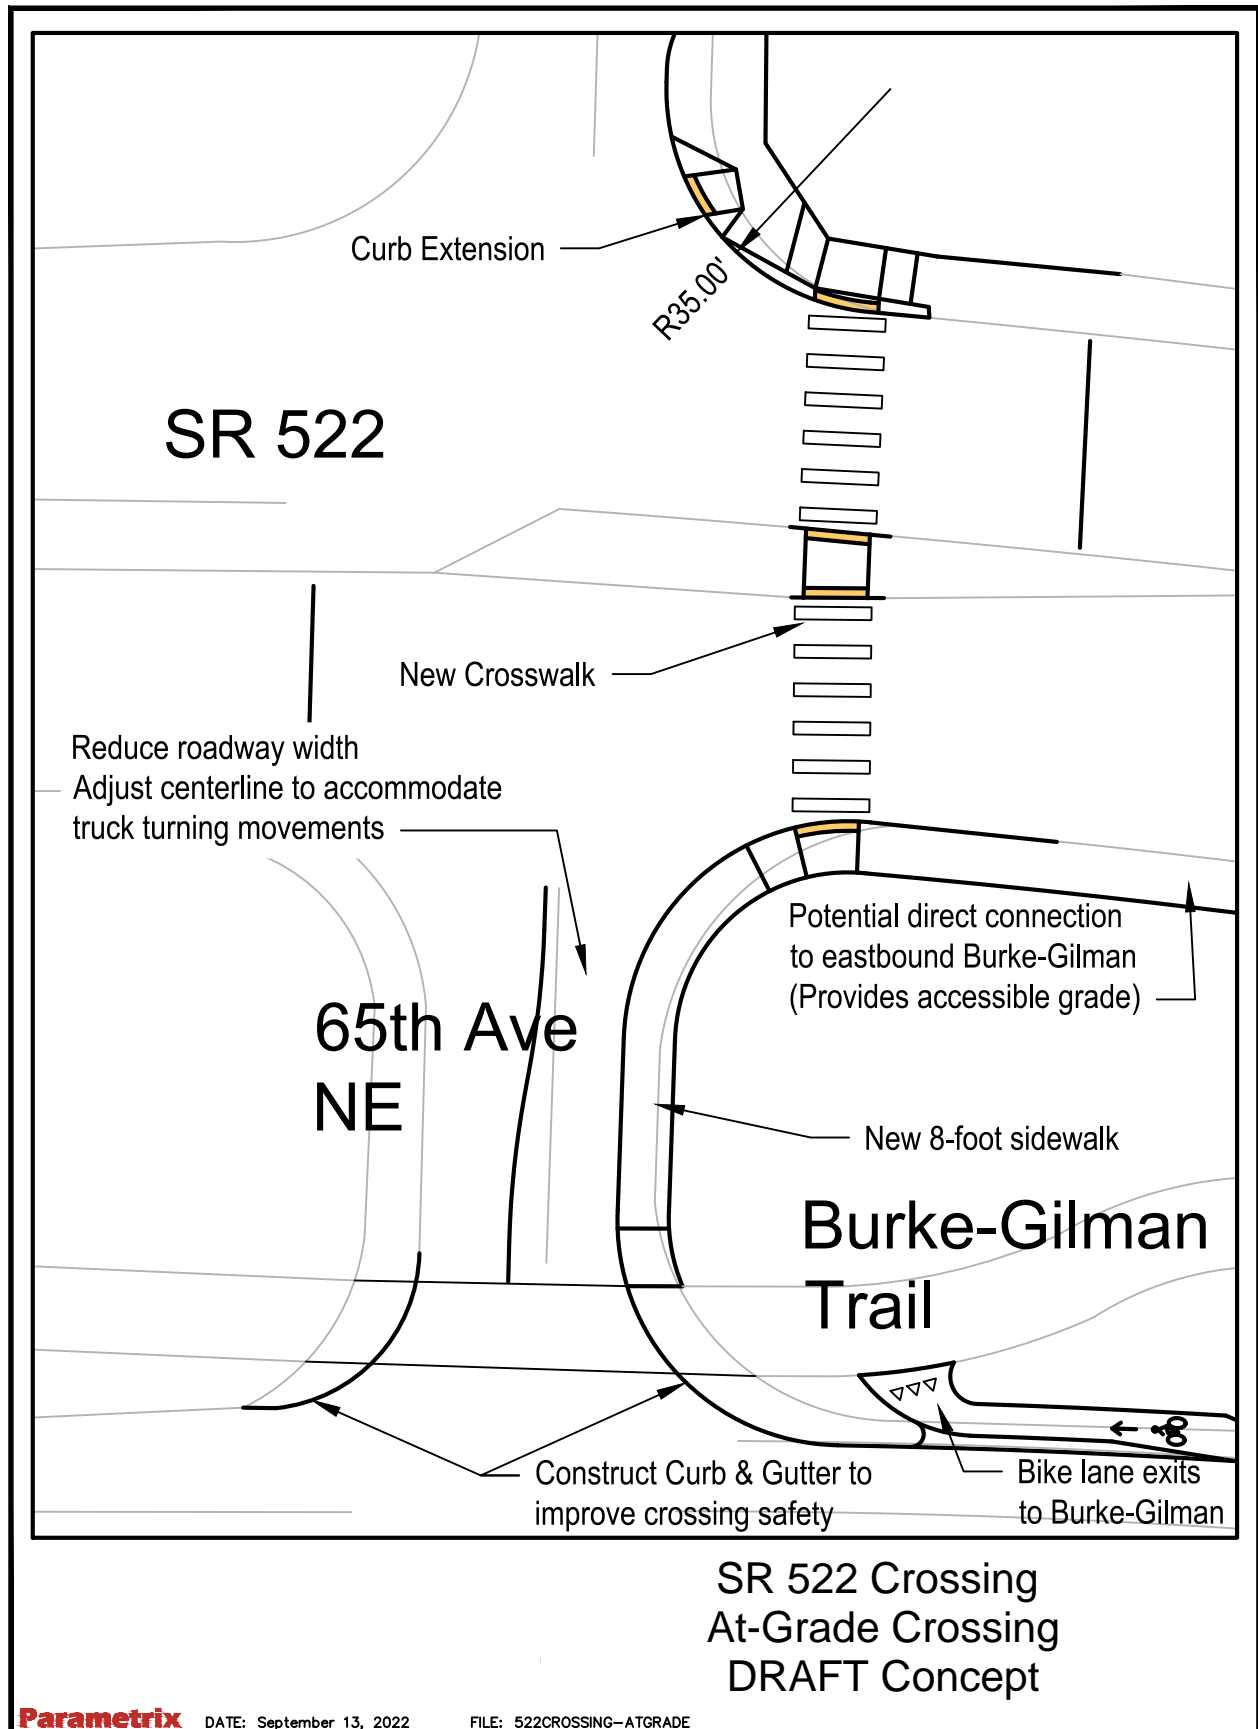 Curb Extension
R35.00'
SR 522
New Crosswalk
Reduce roadway width
Adjust centerline to accommodate
truck turning movements
Potential direct connection
to eastbound Burke-Gilman
(Provides accessible grade)
65th Ave
NE
New 8-foot sidewalk
Burke-Gilman
Trail
Construct Curb & Gutter to
improve crossing safety
Bike lane exits
to Burke-Gilman
SR 522 Crossing
At-Grade Crossing
DRAFT Concept
Parametrix DATE: September 13, 2022 FILE: 522CROSSING-ATGRADE